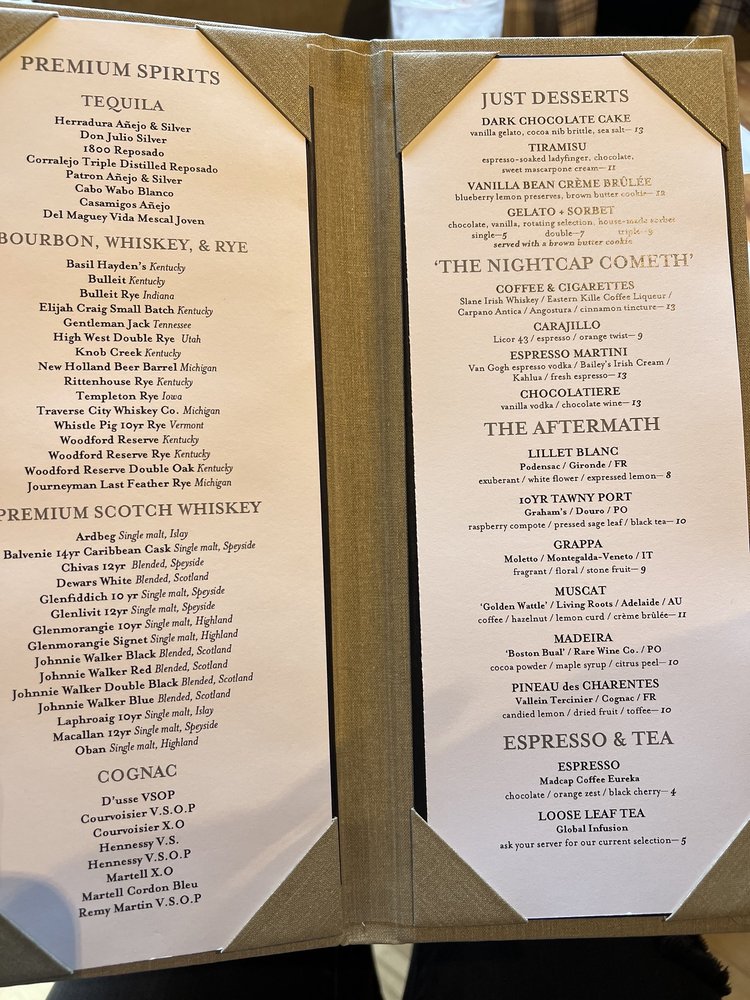 PREMIUM SPIRITS
TEQUILA
Herradura Añejo & Silver
Don Julio Silver
1800 Reposado
Corralejo Triple Distilled Reposado
Patron Añejo & Silver
Cabo Wabo Blanco
Casamigos Añejo
Del Maguey Vida Mescal Joven
BOURBON, WHISKEY, & RYE
Basil Hayden's Kentucky
Bulleit Kentucky
Bulleit Rye Indiana
Elijah Craig Small Batch Kentucky
Gentleman Jack Tennessee
High West Double Rye Utah
Knob Creek Kentucky
New Holland Beer Barrel Michigan
Rittenhouse Rye Kentucky
Templeton Rye Iowa
Traverse City Whiskey Co. Michigan
Whistle Pig 10yr Rye Vermont
Woodford Reserve Kentucky
Woodford Reserve Rye Kentucky
Woodford Reserve Double Oak Kentucky
Journeyman Last Feather Rye Michigan
PREMIUM SCOTCH WHISKEY
Ardbeg Single malt, Islay
Balvenie 14yr Caribbean Cask Single malt, Speyside
Chivas 12yr Blended, Speyside
Dewars White Blended, Scotland
Glenfiddich 10 yr Single malt, Speyside
Glenlivit 12yr Single malt, Speyside
Glenmorangie 10yr Single malt, Highland
Glenmorangie Signet Single malt, Highland
Johnnie Walker Black Blended, Scotland
Johnnie Walker Red Blended, Scotland
Johnnie Walker Double Black Blended, Scotland
Johnnie Walker Blue Blended, Scotland
Laphroaig 10yr Single malt, Islay
Macallan 12yr Single malt, Speyside
Oban Single malt, Highland
COGNAC
D'usse VSOP
Courvoisier V.S.O.P
Courvoisier X.O
Hennessy V.S.
Hennessy V.S.O.P
Martell X.O
Martell Cordon Bleu
Remy Martin V.S.O.P
JUST DESSERTS
DARK CHOCOLATE CAKE
vanilla gelato, cocoa nib brittle, sea salt—13
TIRAMISU
espresso-soaked ladyfinger, chocolate,
sweet mascarpone cream—11
VANILLA BEAN CRÈME BRÛLÉE
blueberry lemon preserves, brown butter cookie—12
GELATO + SORBET
chocolate, vanilla, rotating selection, house-made sorbet
single—5 double—7 triple—9
served with a brown butter cookie
'THE NIGHTCAP COMETH'
COFFEE & CIGARETTES
Slane Irish Whiskey / Eastern Kille Coffee Liqueur /
Carpano Antica / Angostura / cinnamon tincture—13
CARAJILLO
Licor 43 / espresso / orange twist—9
ESPRESSO MARTINI
Van Gogh espresso vodka / Bailey's Irish Cream /
Kahlua / fresh espresso—13
CHOCOLATIERE
vanilla vodka / chocolate wine—13
THE AFTERMATH
LILLET BLANC
Podensac / Gironde / FR
exuberant / white flower / expressed lemon—8
10YR TAWNY PORT
Graham's / Douro / PO
raspberry compote / pressed sage leaf / black tea—10
GRAPPA
Moletto / Montegalda-Veneto / IT
fragrant / floral / stone fruit—9
MUSCAT
'Golden Wattle' / Living Roots / Adelaide / AU
coffee / hazelnut / lemon curd / crème brûlée—11
MADEIRA
'Boston Bual' / Rare Wine Co. / PO
cocoa powder / maple syrup / citrus peel—10
PINEAU des CHARENTES
Vallein Tercinier / Cognac / FR
candied lemon / dried fruit / toffee—10
ESPRESSO & TEA
ESPRESSO
Madcap Coffee Eureka
chocolate / orange zest / black cherry—4
LOOSE LEAF TEA
Global Infusion
ask your server for our current selection—5